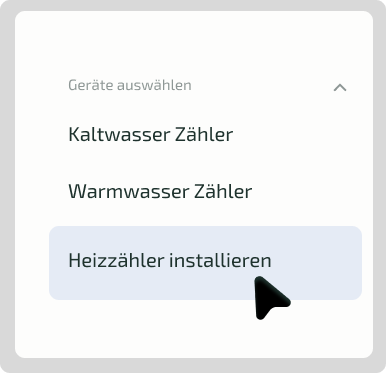 Geräte auswählen
Kaltwasser Zähler
Warmwasser Zähler
Heizzähler installieren